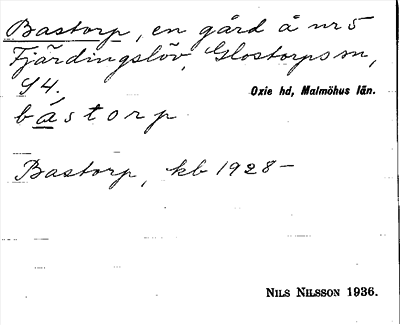 Bastorp, en gård å nr 5
Fjärdingslöv, Glostorps sn,
S4.
Oxie hd, Malmöhus län.
bástorp
Bastorp, kb 1928—
NILS NILSSON 1936.